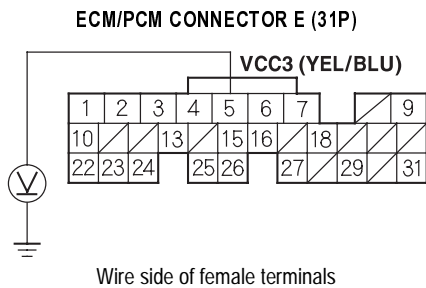 ECM/PCM CONNECTOR E (31P)
VCC3 (YEL/BLU)
1 2 3 4 5 6 7 9
10 13 15 16 18
22 23 24 25 26 27 29 31
V
Wire side of female terminals